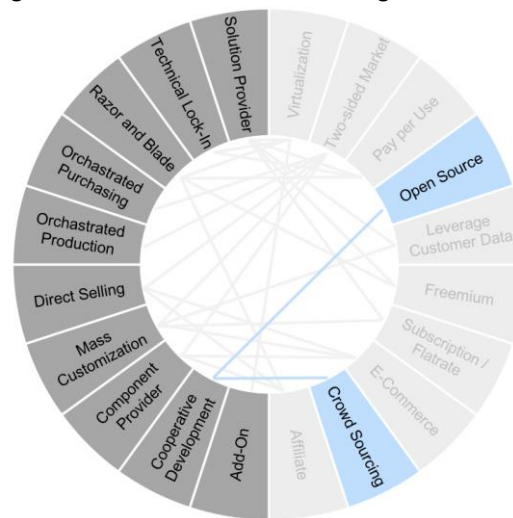 Solution Provider
Virtualization
Two-sided Market
Pay per Use
Open Source
Leverage
Customer Data
Freemium
Subscription /
Flatrate
E-Commerce
Crowd Sourcing
Affiliate
Add-On
Cooperative
Development
Component
Provider
Mass
Customization
Direct Selling
Orchastrated
Production
Orchastrated
Purchasing
Razor and Blade
Technical Lock-In